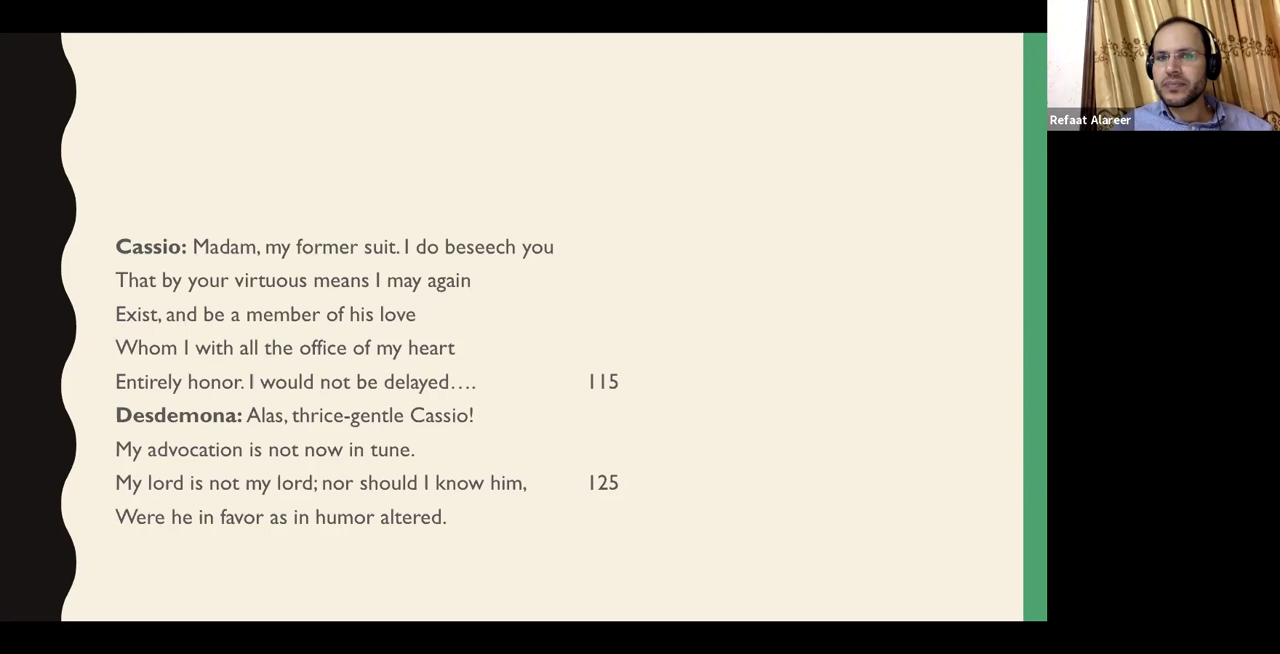 Cassio: Madam, my former suit. I do beseech you
That by your virtuous means I may again
Exist, and be a member of his love
Whom I with all the office of my heart
Entirely honor. I would not be delayed…. 115
Desdemona: Alas, thrice-gentle Cassio!
My advocation is not now in tune.
My lord is not my lord; nor should I know him, 125
Were he in favor as in humor altered.
Refaat Alareer